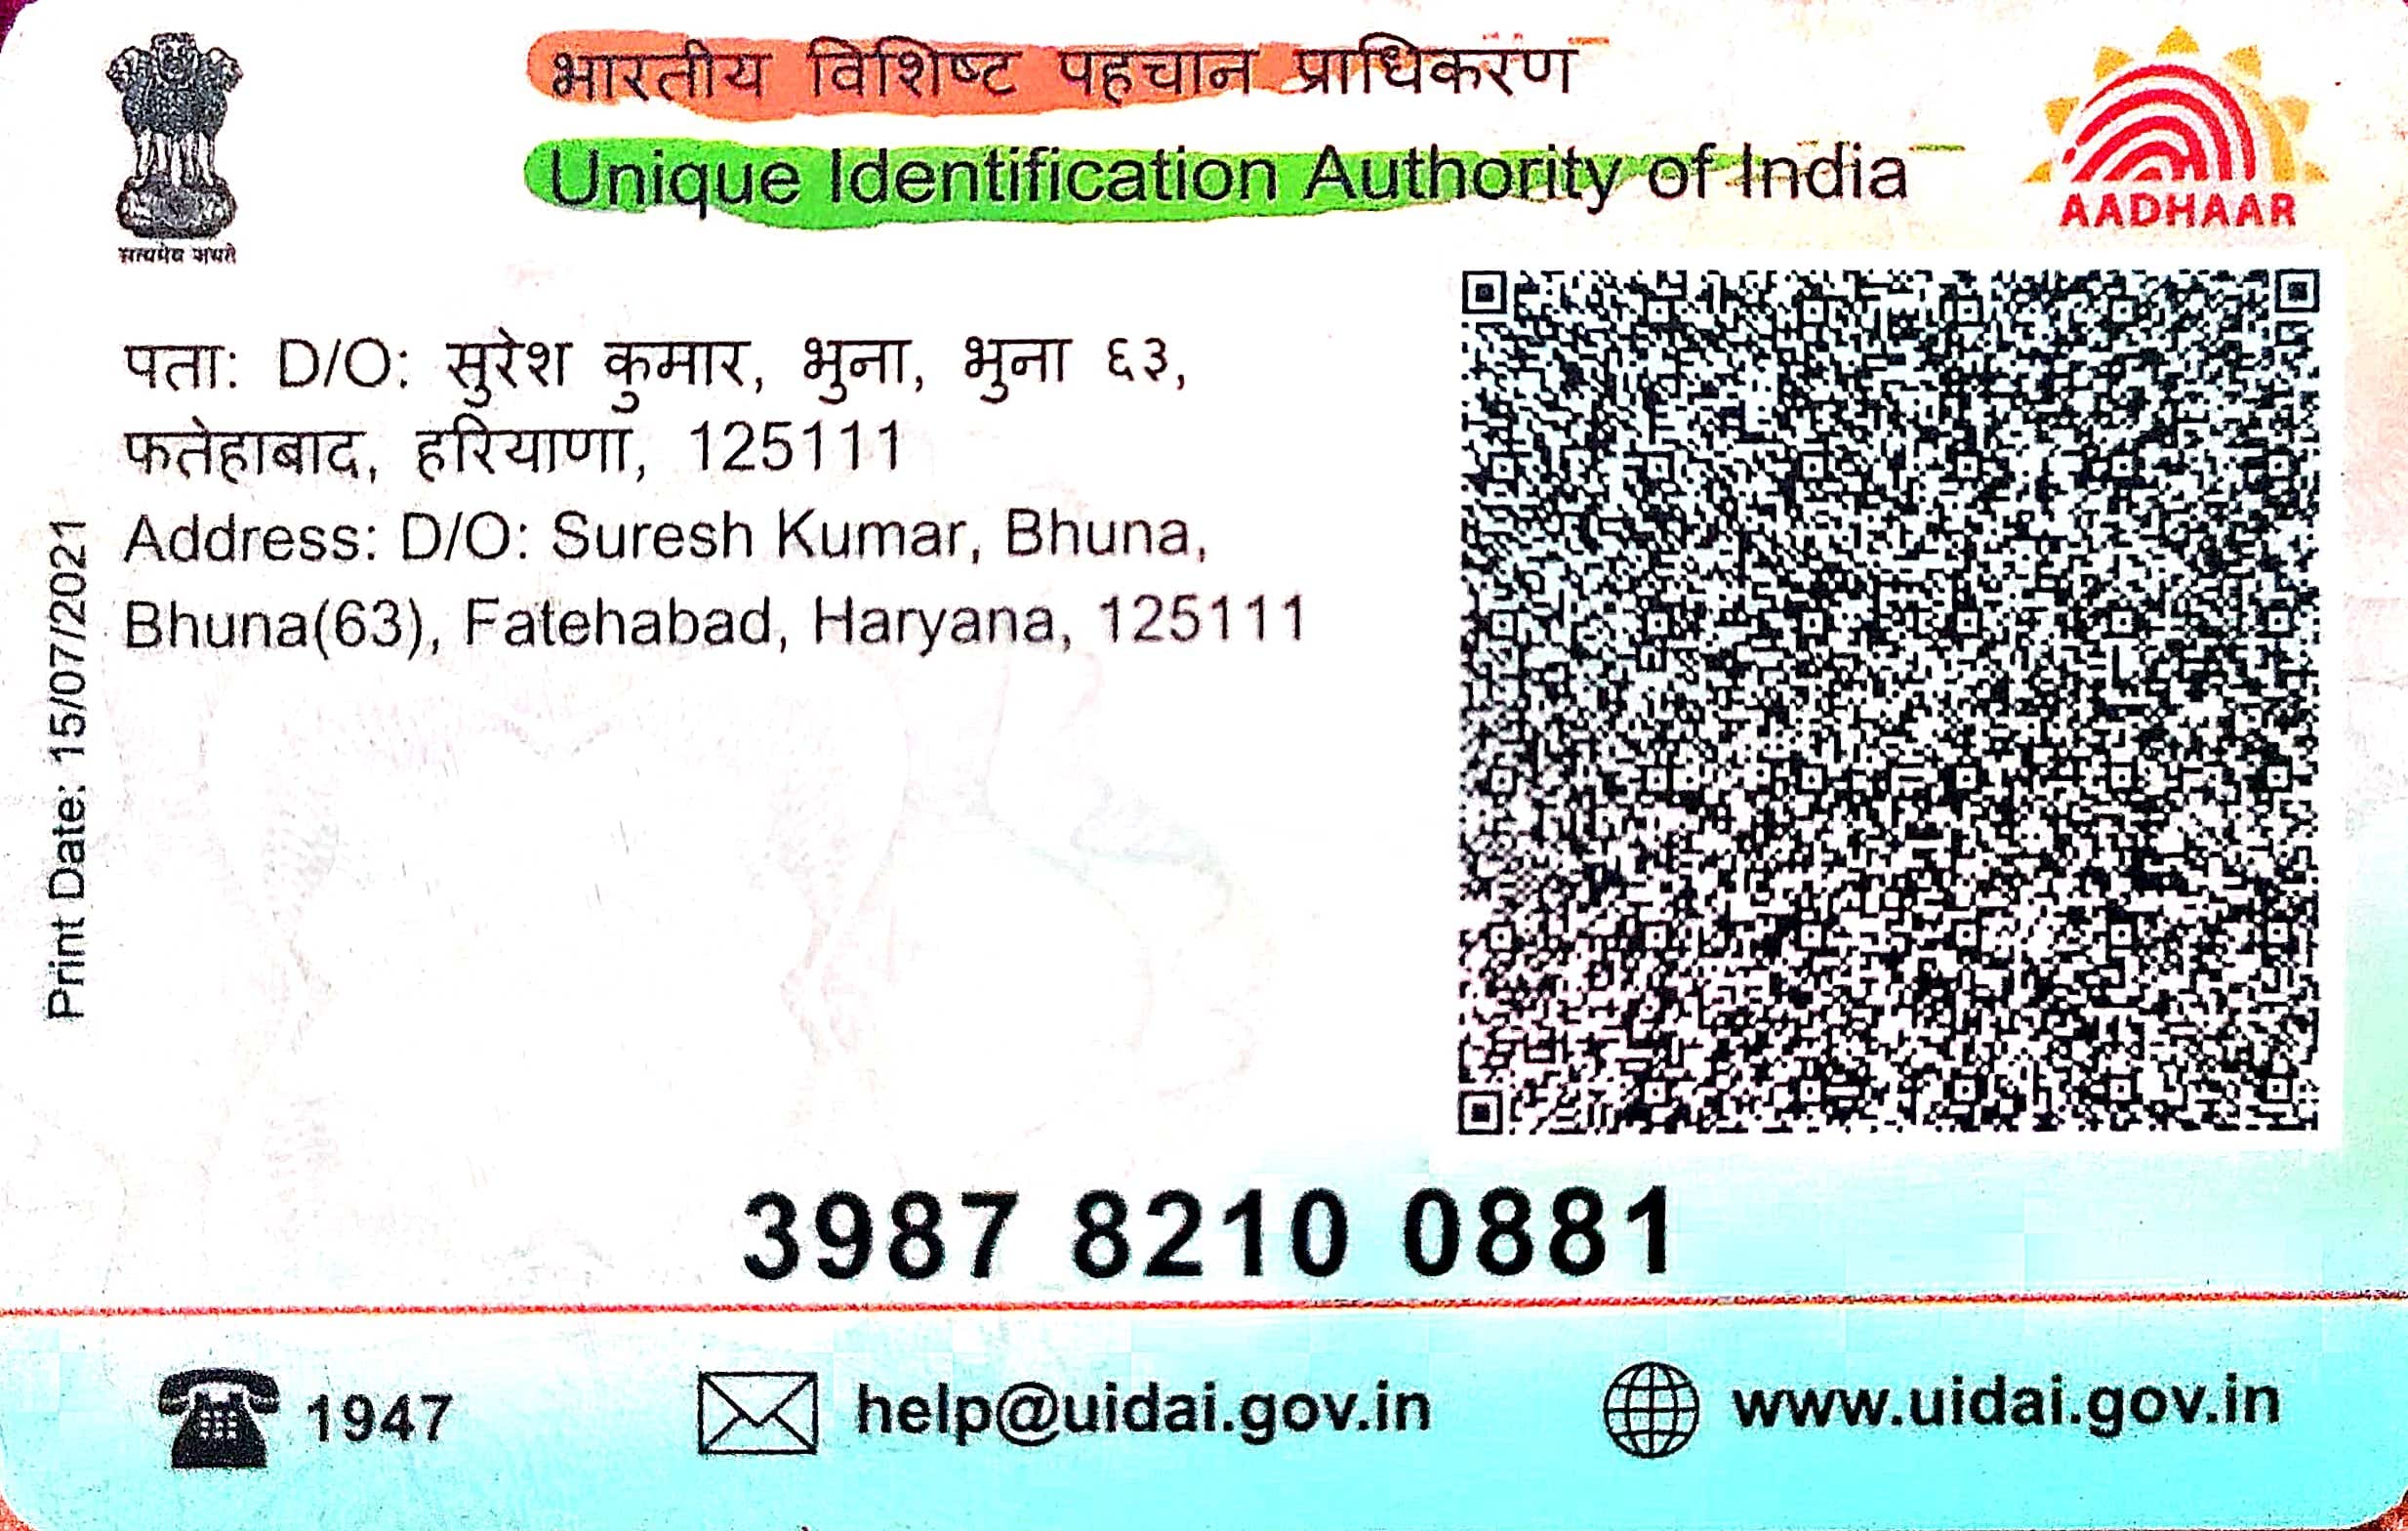 भारतीय विशिष्ट पहचान प्राधिकरण
Unique Identification Authority of India
AADHAAR
सत्यमेव जयते
पता: D/O: सुरेश कुमार, भुना, भुना ६३,
फतेहाबाद, हरियाणा, 125111
Address: D/O: Suresh Kumar, Bhuna,
Bhuna(63), Fatehabad, Haryana, 125111
Print Date: 15/07/2021
3987 8210 0881
1947
help@uidai.gov.in
www.uidai.gov.in